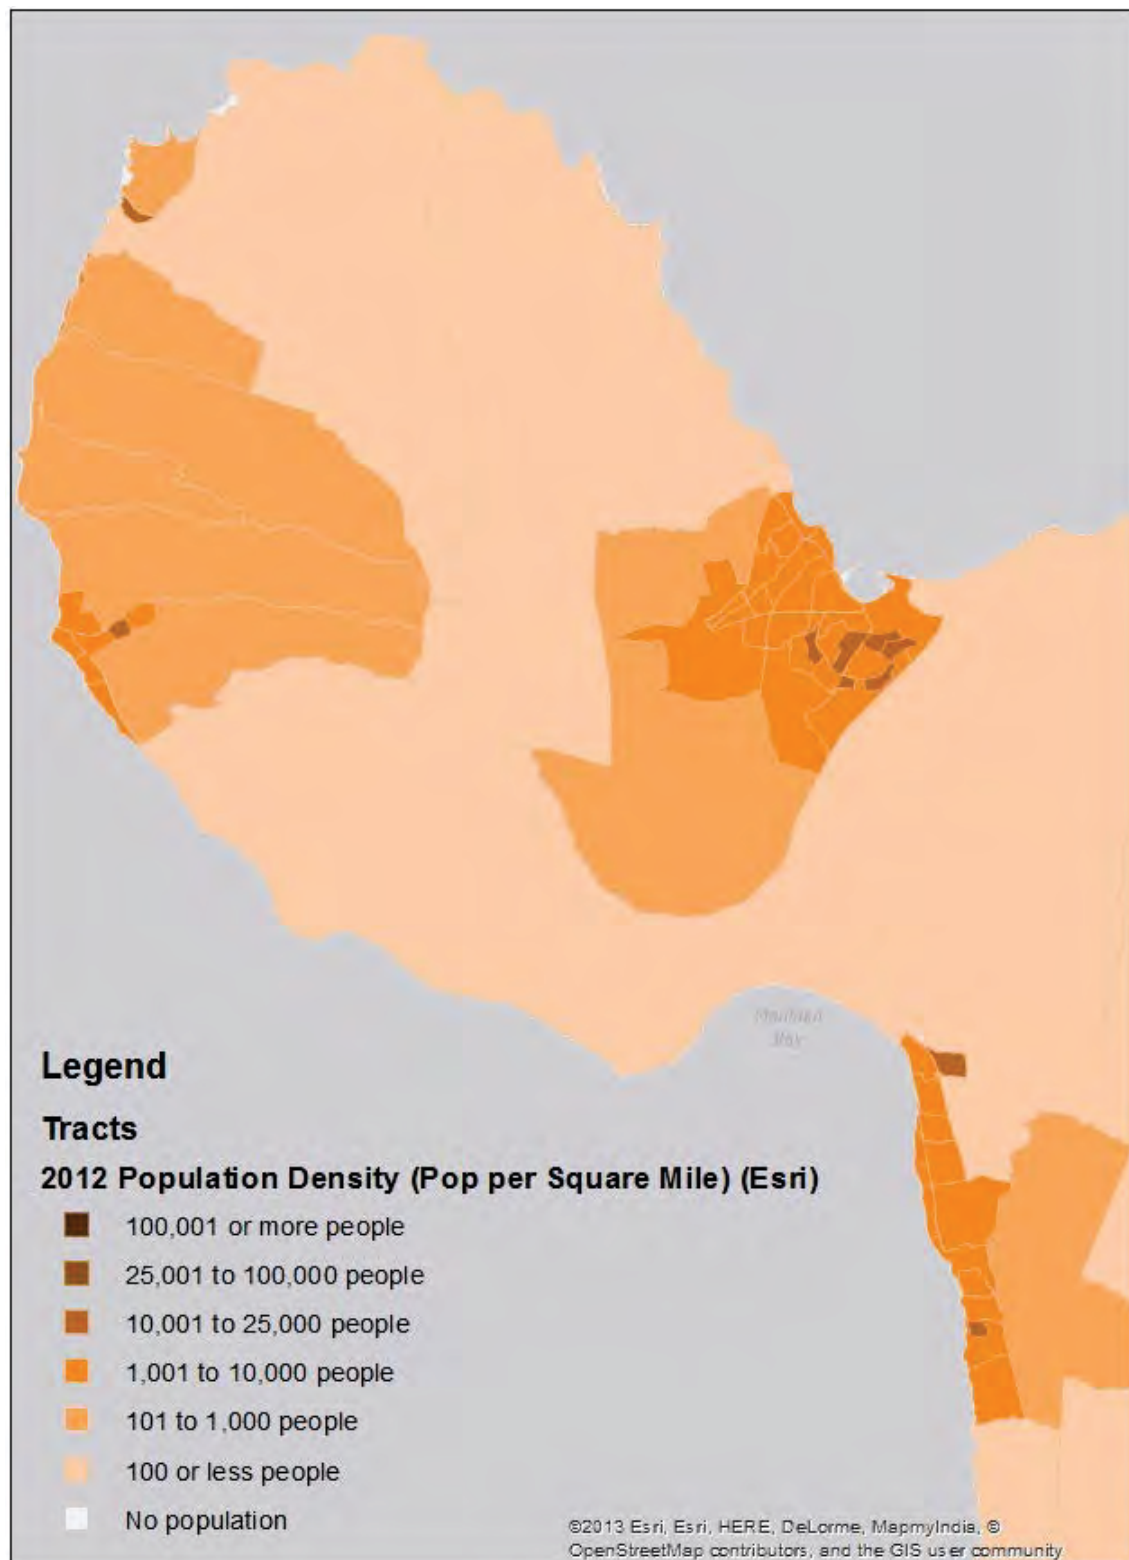 Legend
Tracts
2012 Population Density (Pop per Square Mile) (Esri)
100,001 or more people
25,001 to 100,000 people
10,001 to 25,000 people
1,001 to 10,000 people
101 to 1,000 people
100 or less people
No population
©2013 Esri, Esri, HERE, DeLorme, MapmyIndia, ©
OpenStreetMap contributors, and the GIS user community